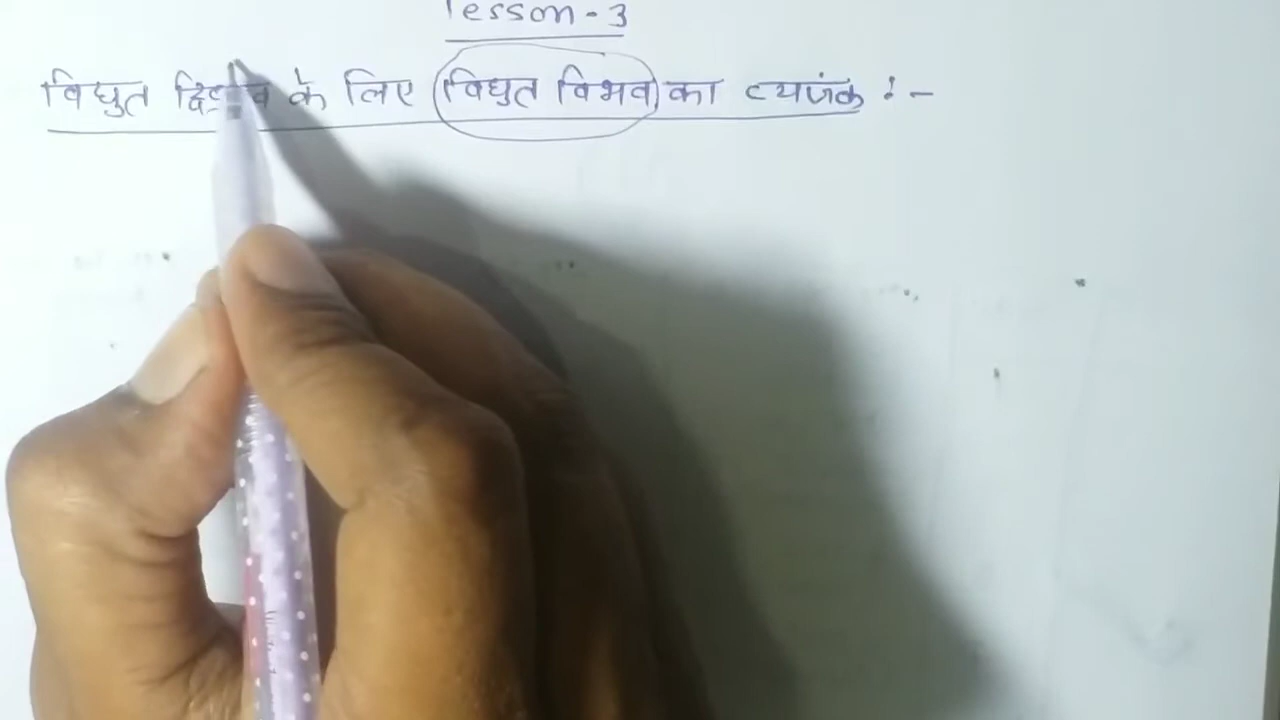 lesson - 3
विघुत के लिए विघुत विभव का व्यजंक :-